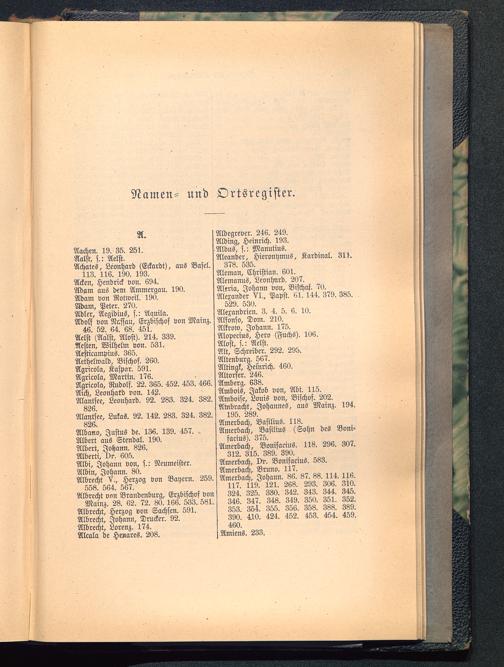 Namen- und Ortsregister.
A.
Aachen. 19. 35. 251.
Aalst, s.: Aelst.
Achates, Leonhard (Eckardt), aus Basel.
113. 116. 190. 193.
Acken, Hendrick von. 694.
Adam aus dem Ammergau. 190.
Adam von Rotweil. 190.
Adam, Peter. 270.
Adler, Aegidius, s.: Aquila.
Adolf von Nassau, Erzbischof von Mainz.
46. 52. 64. 68. 451.
Aelst (Aalst, Alost). 214. 339.
Aelsten, Wilhelm von. 531.
Aesticampius. 365.
Aethelwald, Bischof. 260.
Agricola, Kaspar. 591.
Agricola, Martin. 176.
Agricola, Rudolf. 22. 365. 452. 453. 466.
Aich, Leonhard von. 142.
Alantsee, Leonhard. 92. 283. 324. 382.
826.
Alantsee, Lukas. 92. 142. 283. 324. 382.
826.
Albano, Justus de. 136. 139. 457.
Albert aus Stendal. 190.
Albert, Johann. 826.
Alberti, Dr. 605.
Albi, Johann von, s.: Neumeister.
Albin, Johann. 80.
Albrecht V., Herzog von Bayern. 259.
558. 564. 567.
Albrecht von Brandenburg, Erzbischof von
Mainz. 28. 62. 72. 80. 166. 533. 581.
Albrecht, Herzog von Sachsen. 591.
Albrecht, Johann, Drucker. 92.
Albrecht, Lorenz. 174.
Alcala de Henares. 208.
Aldegrever. 246. 249.
Alding, Heinrich. 193.
Aldus, s.: Manutius.
Aleander, Hieronymus, Kardinal. 311.
378. 535.
Aleman, Christian. 601.
Alemanus, Leonhard. 207.
Aleria, Johann von, Bischof. 70.
Alexander VI., Papst. 61. 144. 379. 385.
529. 530.
Alexandrien. 3. 4. 5. 6. 10.
Alfonso, Dom. 210.
Alkrow, Johann. 175.
Alopecius, Hero (Fuchs). 106.
Alost, s.: Aelst.
Alt, Schreiber. 292. 295.
Altenburg. 567.
Altingk, Heinrich. 460.
Altorfer. 246.
Amberg. 638.
Ambois, Jakob von, Abt. 115.
Amboise, Louis von, Bischof. 202.
Ambracht, Johannes, aus Mainz. 194.
195. 289.
Amerbach, Basilius. 118.
Amerbach, Basilius (Sohn des Boni-
facius). 375.
Amerbach, Bonifacius. 118. 296. 307.
312. 315. 389. 390.
Amerbach, Dr. Bonifacius. 583.
Amerbach, Bruno. 117.
Amerbach, Johann. 86. 87. 88. 114. 116.
117. 119. 121. 268. 293. 306. 310.
324. 325. 330. 342. 343. 344. 345.
346. 347. 348. 349. 350. 351. 352.
353. 354. 355. 356. 358. 388. 389.
390. 410. 424. 452. 453. 454. 459.
460.
Amiens. 233.